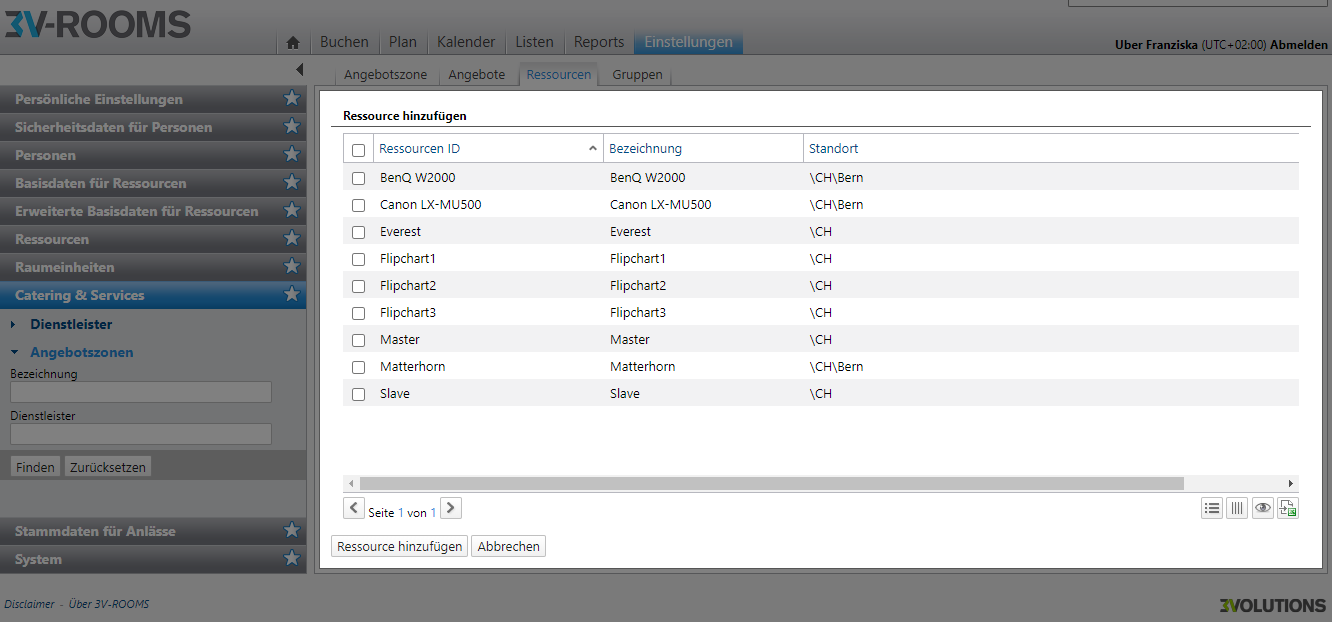 3V-ROOMS
Buchen Plan Kalender Listen Reports Einstellungen
Uber Franziska (UTC+02:00) Abmelden
Angebotszone Angebote Ressourcen Gruppen
Persönliche Einstellungen
Sicherheitsdaten für Personen
Personen
Basisdaten für Ressourcen
Erweiterte Basisdaten für Ressourcen
Ressourcen
Raumeinheiten
Catering & Services
Dienstleister
Angebotszonen
Bezeichnung
Dienstleister
Finden Zurücksetzen
Stammdaten für Anlässe
System
Ressource hinzufügen
Ressourcen ID Bezeichnung Standort
BenQ W2000 BenQ W2000 \CH\Bern
Canon LX-MU500 Canon LX-MU500 \CH\Bern
Everest Everest \CH
Flipchart1 Flipchart1 \CH
Flipchart2 Flipchart2 \CH
Flipchart3 Flipchart3 \CH
Master Master \CH
Matterhorn Matterhorn \CH\Bern
Slave Slave \CH
Seite 1 von 1
Ressource hinzufügen Abbrechen
Disclaimer - Über 3V-ROOMS
3VOLUTIONS